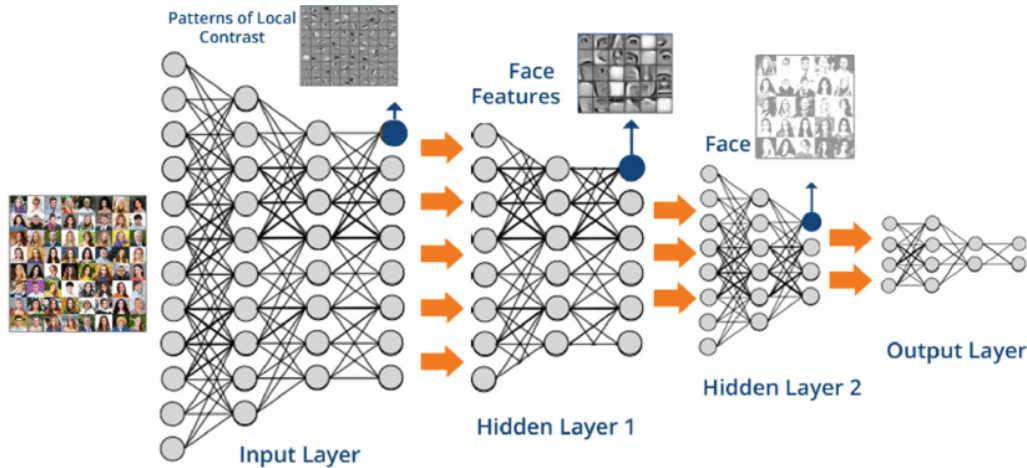 Patterns of Local
Contrast
Face
Features
Face
Input Layer
Hidden Layer 1
Hidden Layer 2
Output Layer